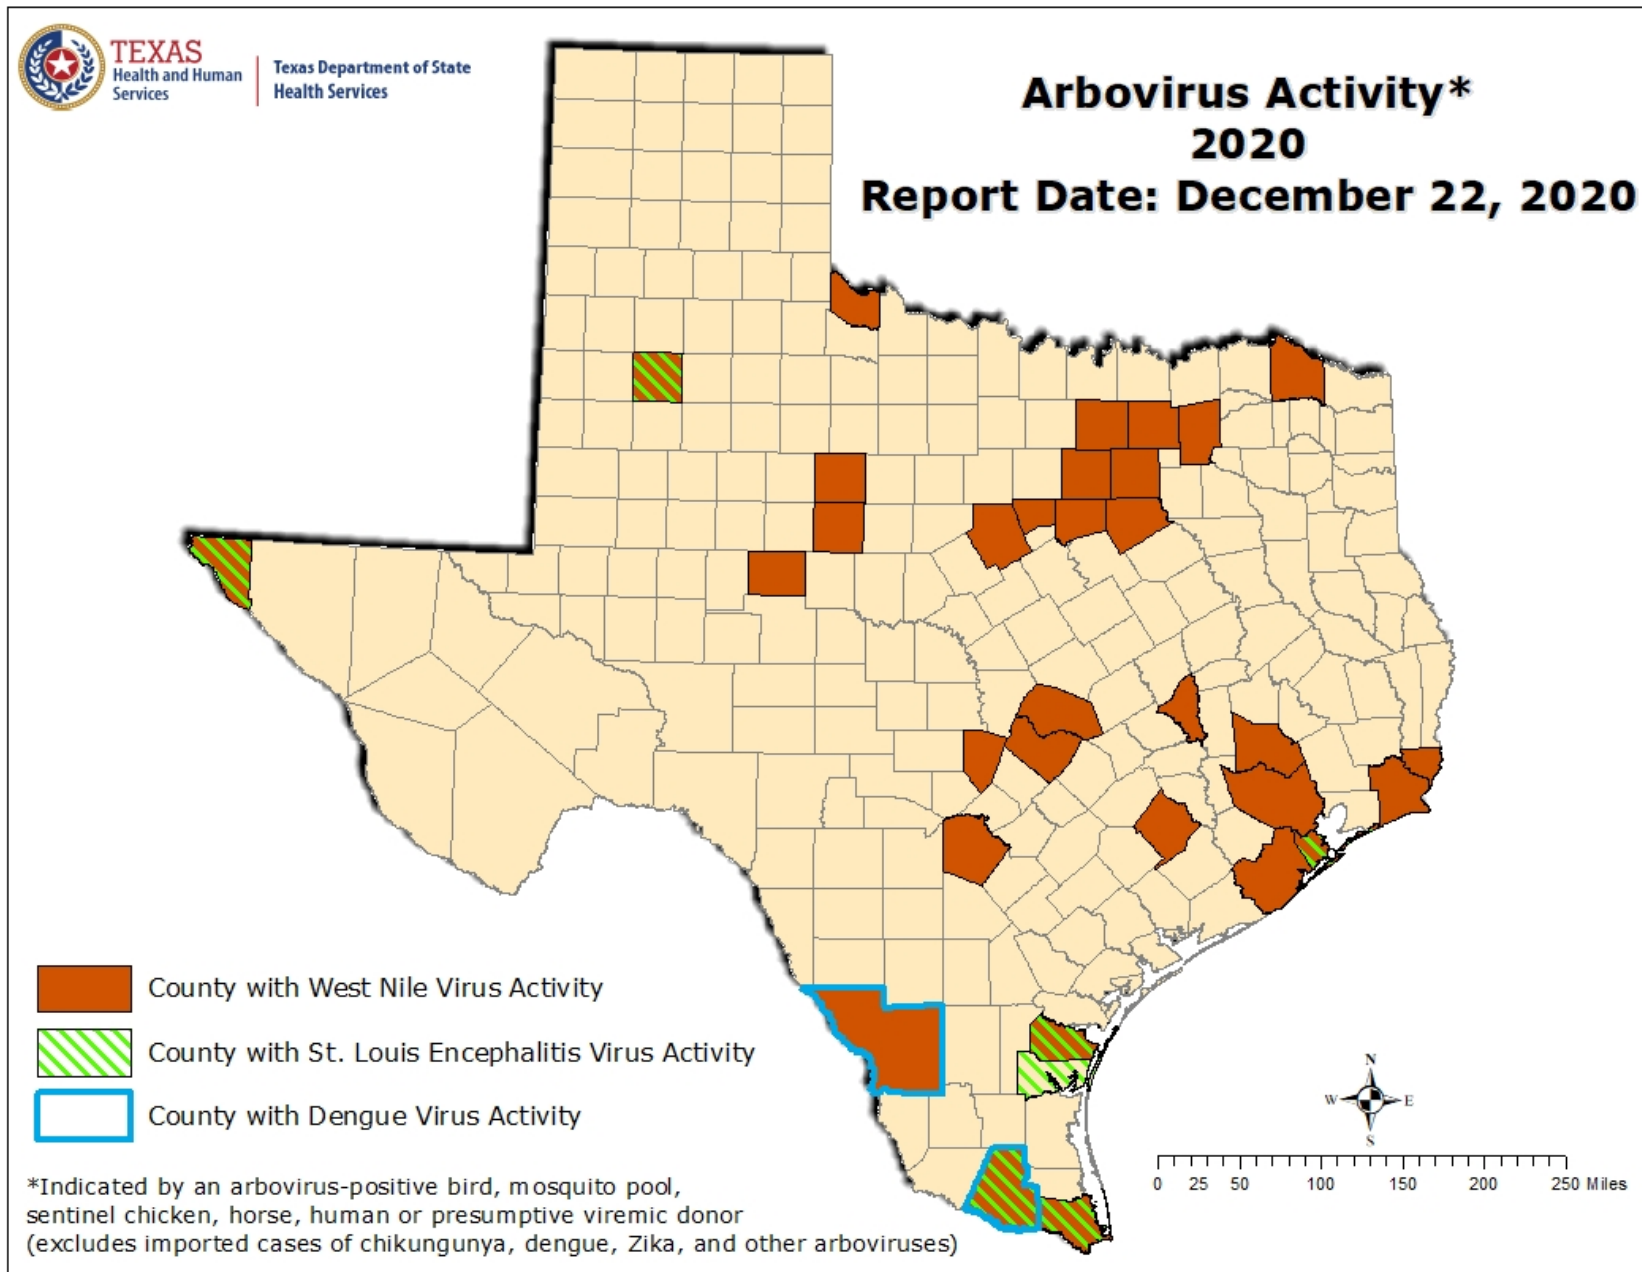 TEXAS
Health and Human
Services
Texas Department of State
Health Services
Arbovirus Activity*
2020
Report Date: December 22, 2020
County with West Nile Virus Activity
County with St. Louis Encephalitis Virus Activity
County with Dengue Virus Activity
*Indicated by an arbovirus-positive bird, mosquito pool,
sentinel chicken, horse, human or presumptive viremic donor
(excludes imported cases of chikungunya, dengue, Zika, and other arboviruses)
N
W E
S
0 25 50 100 150 200 250 Miles